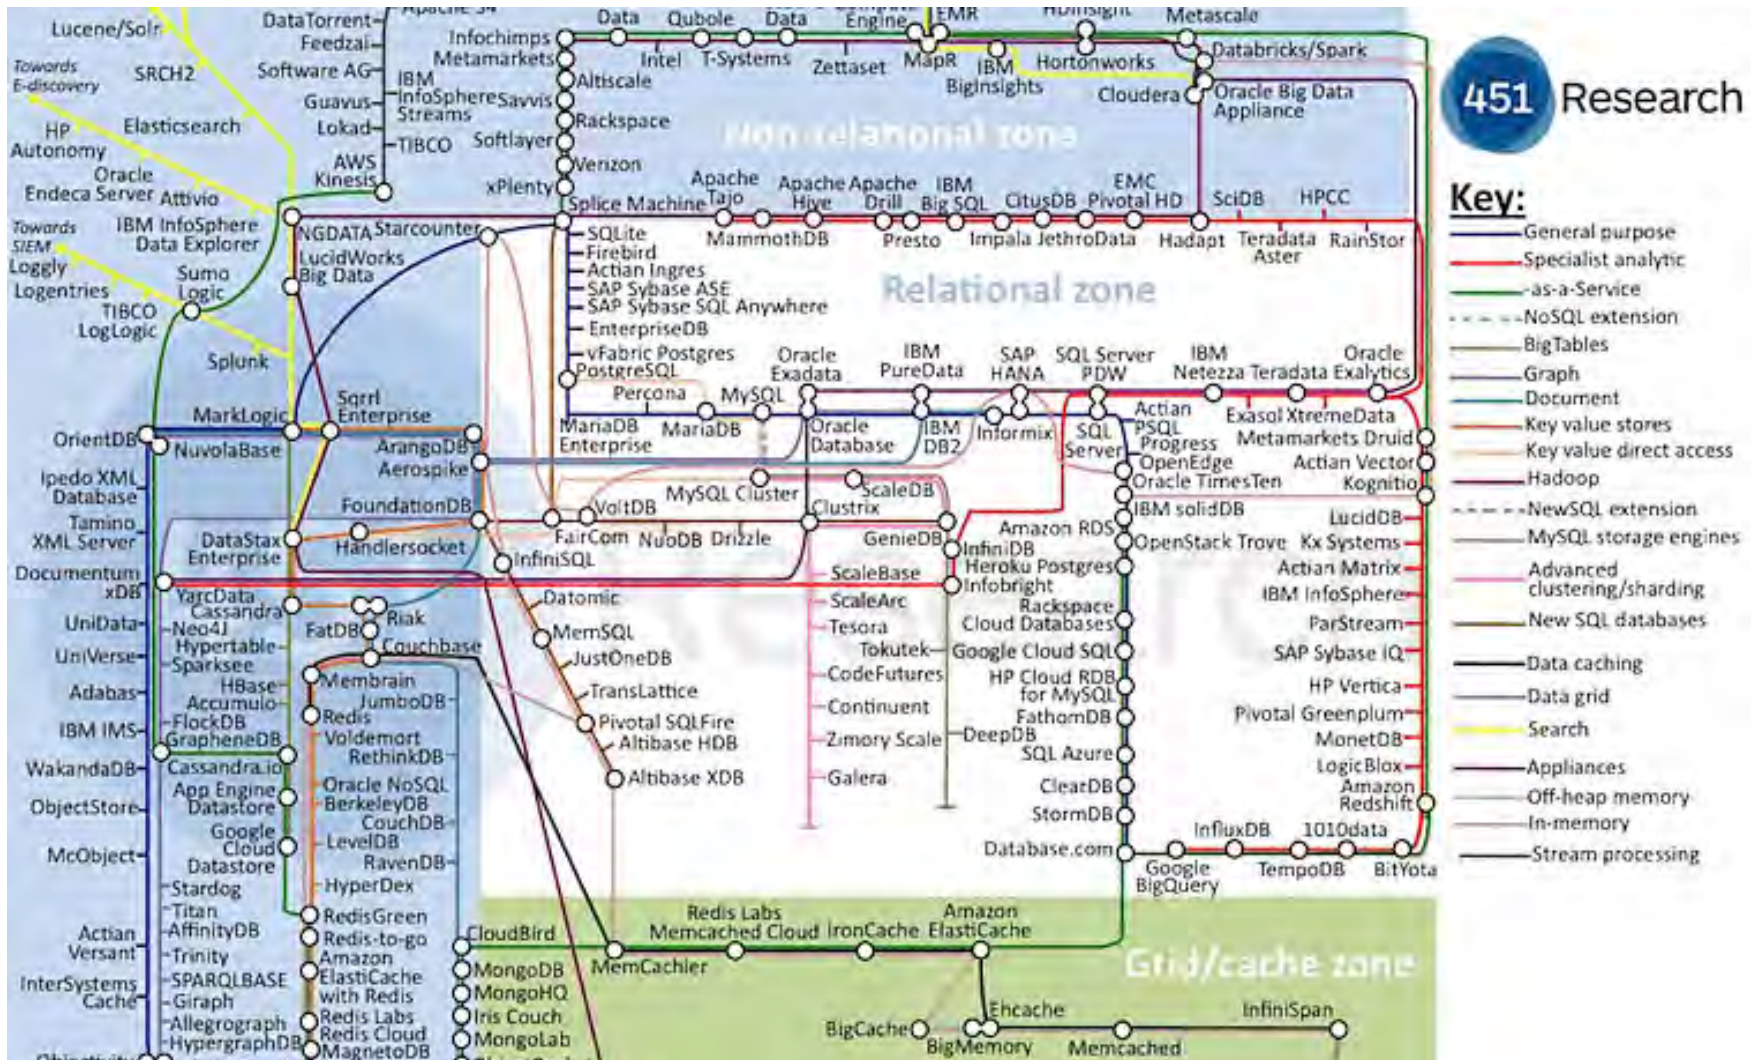 Lucene/Solr
Towards
E-discovery
SRCH2
Elasticsearch
HP
Autonomy
Oracle
Endeca Server
Attivio
IBM InfoSphere
Data Explorer
Towards
SIEM
Loggly
Logentries
Sumo
Logic
TIBCO
LogLogic
Splunk
DataTorrent
Feedzai
Software AG
Guavus
Lokad
AWS
Kinesis
Apache S4
IBM
InfoSphere
Streams
TIBCO
Infochimps
Metamarkets
Savvis
Softlayer
xPlenty
Altiscale
Rackspace
Verizon
Data
Qubole
Data
Engine
EMR
HDInsight
Metascale
Intel
T-Systems
Zettaset
MapR
IBM
BigInsights
Hortonworks
Databricks/Spark
Cloudera
Oracle Big Data
Appliance
Non-relational zone
Splice Machine
Apache
Tajo
MammothDB
Apache
Hive
Apache
Drill
Presto
IBM
Big SQL
Impala
CitusDB
JethroData
EMC
Pivotal HD
Hadapt
SciDB
Teradata
Aster
HPCC
RainStor
NGDATA
LucidWorks
Big Data
Starcounter
SQLite
Firebird
Actian Ingres
SAP Sybase ASE
SAP Sybase SQL Anywhere
EnterpriseDB
vFabric Postgres
PostgreSQL
Relational zone
Percona
MySQL
MariaDB
Enterprise
MariaDB
Oracle
Exadata
Oracle
Database
IBM
PureData
IBM
DB2
SAP
HANA
Informix
SQL Server
PDW
SQL
Server
IBM
Netezza
Teradata
Oracle
Exalytics
Exasol
XtremeData
Actian
PSQL
Progress
OpenEdge
Oracle TimesTen
IBM solidDB
Metamarkets Druid
Actian Vector
Kognitio
LucidDB
Kx Systems
Actian Matrix
IBM InfoSphere
ParStream
SAP Sybase IQ
HP Vertica
Pivotal Greenplum
MonetDB
LogicBlox
Amazon
Redshift
MarkLogic
Sqrrl
Enterprise
OrientDB
NuvolaBase
ArangoDB
Aerospike
Ipedo XML
Database
FoundationDB
Tamino
XML Server
DataStax
Enterprise
Handlersocket
Documentum
xDB
YarcData
Cassandra
Neo4J
Hypertable
Sparksee
HBase
Accumulo
FlockDB
GrapheneDB
Riak
FatDB
Couchbase
UniData
UniVerse
Adabas
IBM IMS
WakandaDB
ObjectStore
McObject
Actian
Versant
InterSystems
Caché
Objectivity
Membrain
JumboDB
Redis
Voldemort
RethinkDB
Cassandra.io
App Engine
Datastore
Google
Cloud
Datastore
Oracle NoSQL
BerkeleyDB
CouchDB
LevelDB
RavenDB
HyperDex
Stardog
Titan
AffinityDB
Trinity
SPARQLBASE
Giraph
Allegrograph
HypergraphDB
RedisGreen
Redis-to-go
Amazon
ElastiCache
with Redis
Redis Labs
Redis Cloud
MagnetoDB
CloudBird
MongoDB
MongoHQ
Iris Couch
MongoLab
MySQL Cluster
ScaleDB
VoltDB
FairCom
NuoDB
Drizzle
Clustrix
GenieDB
InfiniSQL
InfiniDB
Infobright
ScaleBase
ScaleArc
Tesora
CodeFutures
Continuent
Zimory Scale
Galera
Datomic
MemSQL
JustOneDB
TransLattice
Pivotal SQLFire
Altibase HDB
Altibase XDB
Tokutek
DeepDB
Amazon RDS
OpenStack Trove
Heroku Postgres
Rackspace
Cloud Databases
Google Cloud SQL
HP Cloud RDB
for MySQL
FathomDB
SQL Azure
ClearDB
StormDB
Database.com
Google
BigQuery
InfluxDB
TempoDB
1010data
BitYota
Redis Labs
Memcached Cloud
IronCache
Amazon
ElastiCache
MemCachier
Grid/cache zone
BigCache
Ehcache
BigMemory
Memcached
InfiniSpan
451 Research
Key:
General purpose
Specialist analytic
-as-a-Service
NoSQL extension
BigTables
Graph
Document
Key value stores
Key value direct access
Hadoop
NewSQL extension
MySQL storage engines
Advanced
clustering/sharding
New SQL databases
Data caching
Data grid
Search
Appliances
Off-heap memory
In-memory
Stream processing